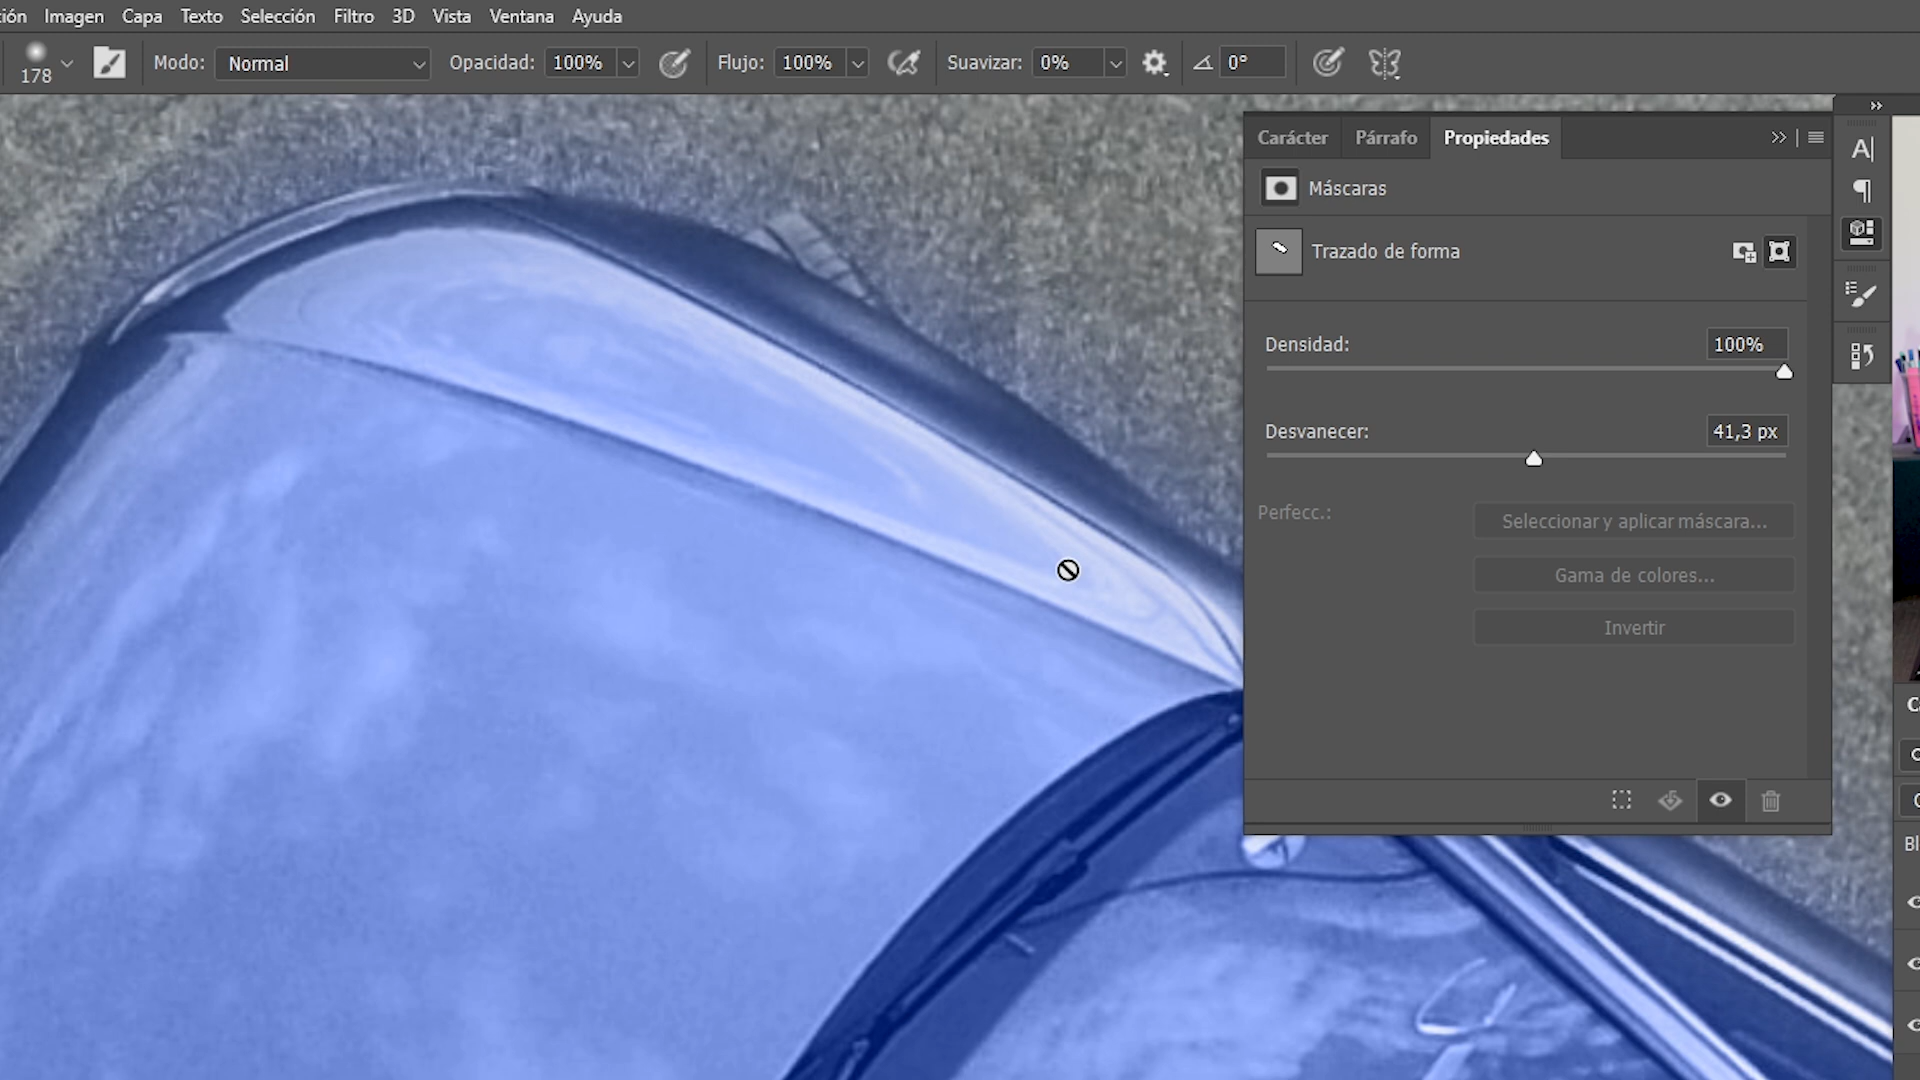 ión Imagen Capa Texto Selección Filtro 3D Vista Ventana Ayuda
178 Modo: Normal Opacidad: 100% Flujo: 100% Suavizar: 0% 0°
Carácter Párrafo Propiedades
Máscaras
Trazado de forma
Densidad: 100%
Desvanecer: 41,3 px
Perfecc.: Seleccionar y aplicar máscara...
Gama de colores...
Invertir
Bl